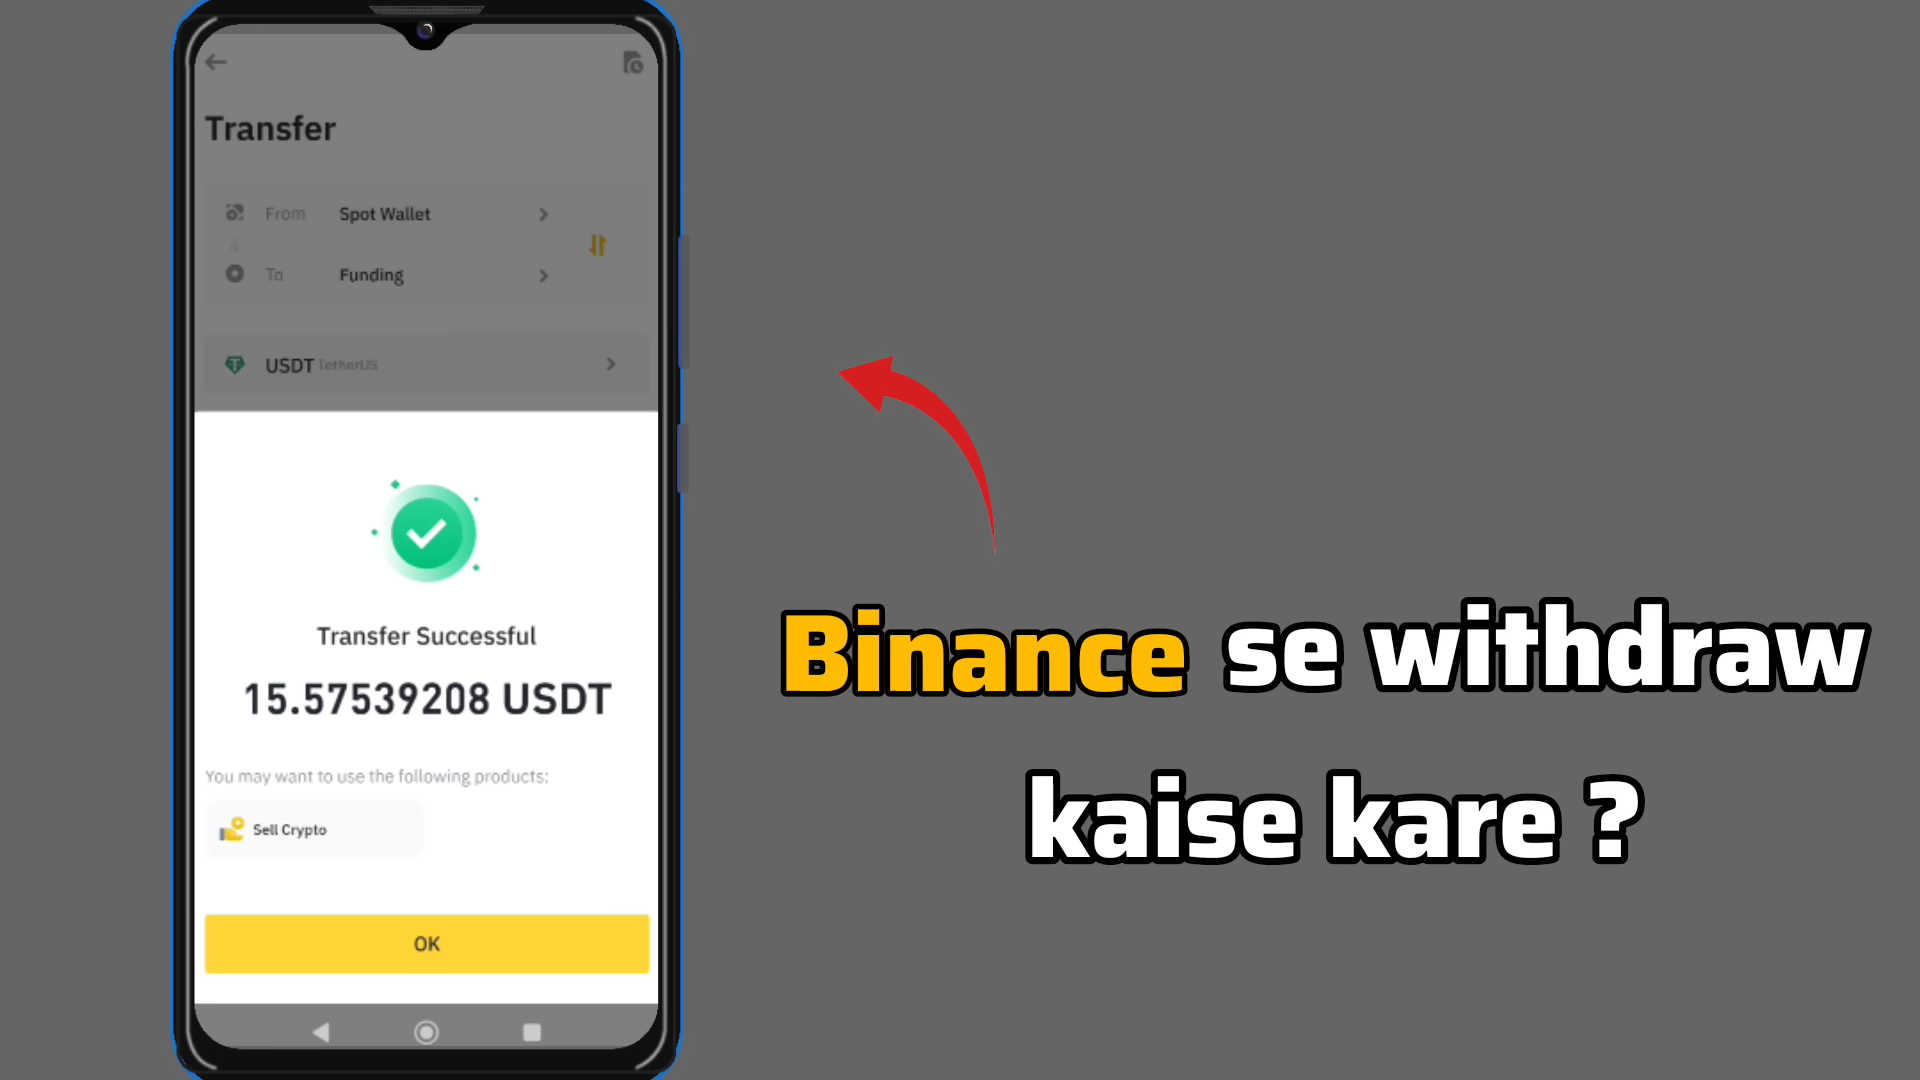 Transfer
From Spot Wallet
To Funding
USDT TetherUS
Transfer Successful
15.57539208 USDT
You may want to use the following products:
Sell Crypto
OK
Binance se withdraw
kaise kare ?